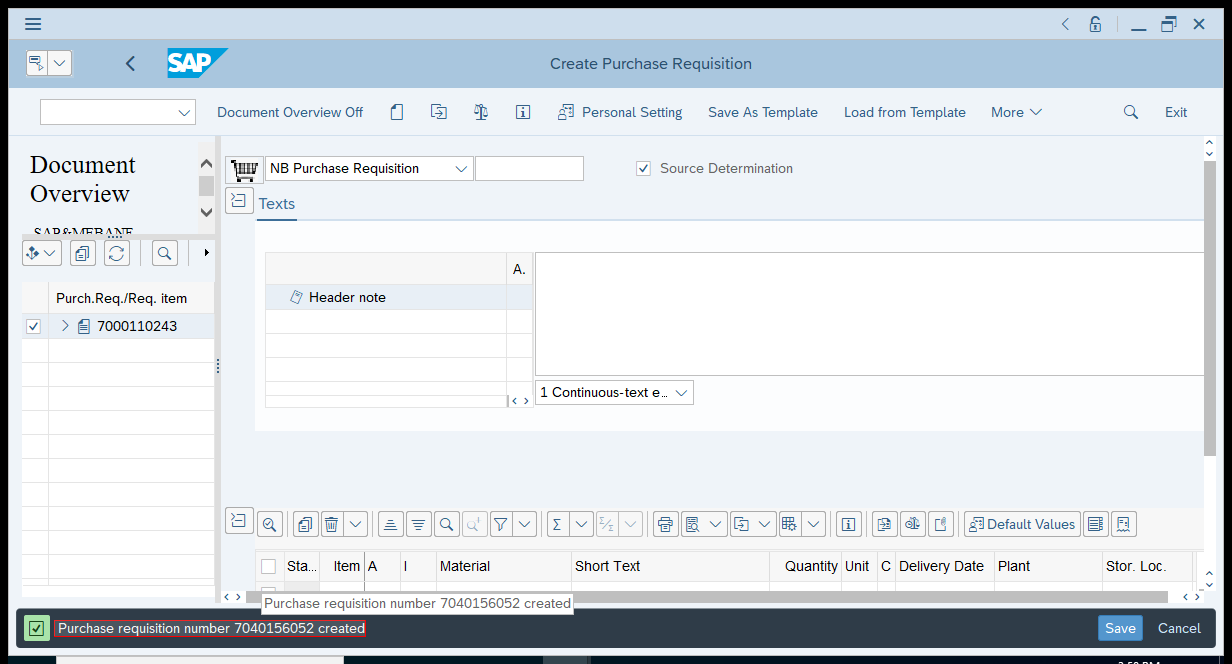 SAP
Create Purchase Requisition
Document Overview Off
Personal Setting
Save As Template
Load from Template
More
Exit
Document
Overview
SAP&MEBANE
NB Purchase Requisition
Source Determination
Texts
A.
Header note
Purch.Req./Req. item
7000110243
1 Continuous-text e...
Default Values
Sta... Item A I Material Short Text Quantity Unit C Delivery Date Plant Stor. Loc.
Purchase requisition number 7040156052 created
Purchase requisition number 7040156052 created
Save
Cancel